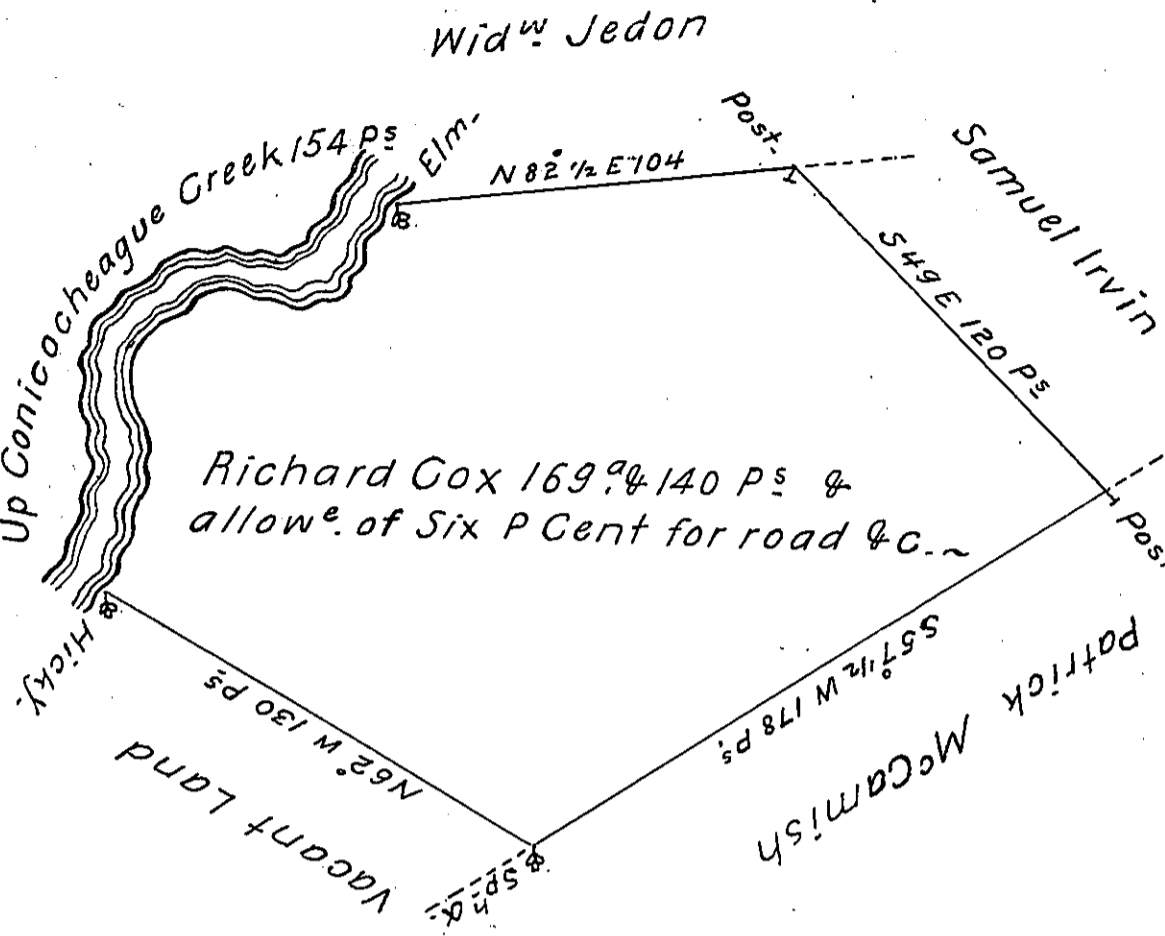 Widw. Jedon
Up Conicocheague Creek 154 Ps
Elm-
N 82° 1/2 E 104
Post-
Samuel Irvin
S 49 E 120 Ps
Richard Cox 169a. & 140 Ps &
allowe. of Six P Cent for road &c.~
Pos.
S 57° 1/2 W 178 Ps,
Patrick McCamish
Hicky.
N 62° W 130 Ps
Vacant Land
Sph. a-